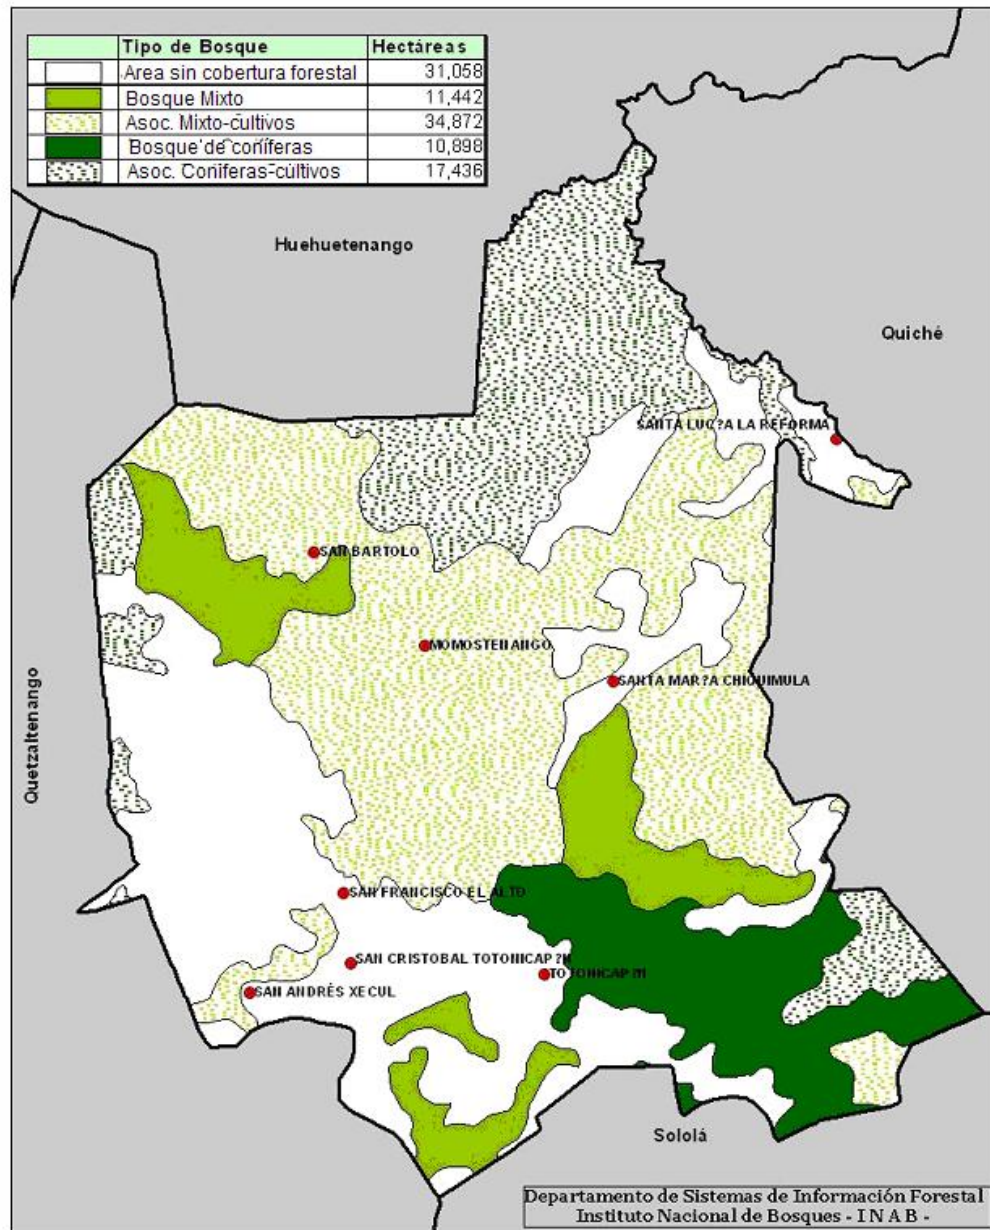 Tipo de Bosque Hectáreas
Area sin cobertura forestal 31,058
Bosque Mixto 11,442
Asoc. Mixto-cultivos 34,872
Bosque de coníferas 10,898
Asoc. Coníferas-cultivos 17,436
Huehuetenango
Quiché
SANTA LUC?A LA REFORMA
SAN BARTOLO
MOMOSTENANGO
SANTA MAR?A CHIQUIMULA
Quetzaltenango
SAN FRANCISCO EL ALTO
SAN CRISTOBAL TOTONICAP?N
TOTONICAP?N
SAN ANDRÉS XECUL
Sololá
Departamento de Sistemas de Información Forestal
Instituto Nacional de Bosques - I N A B -